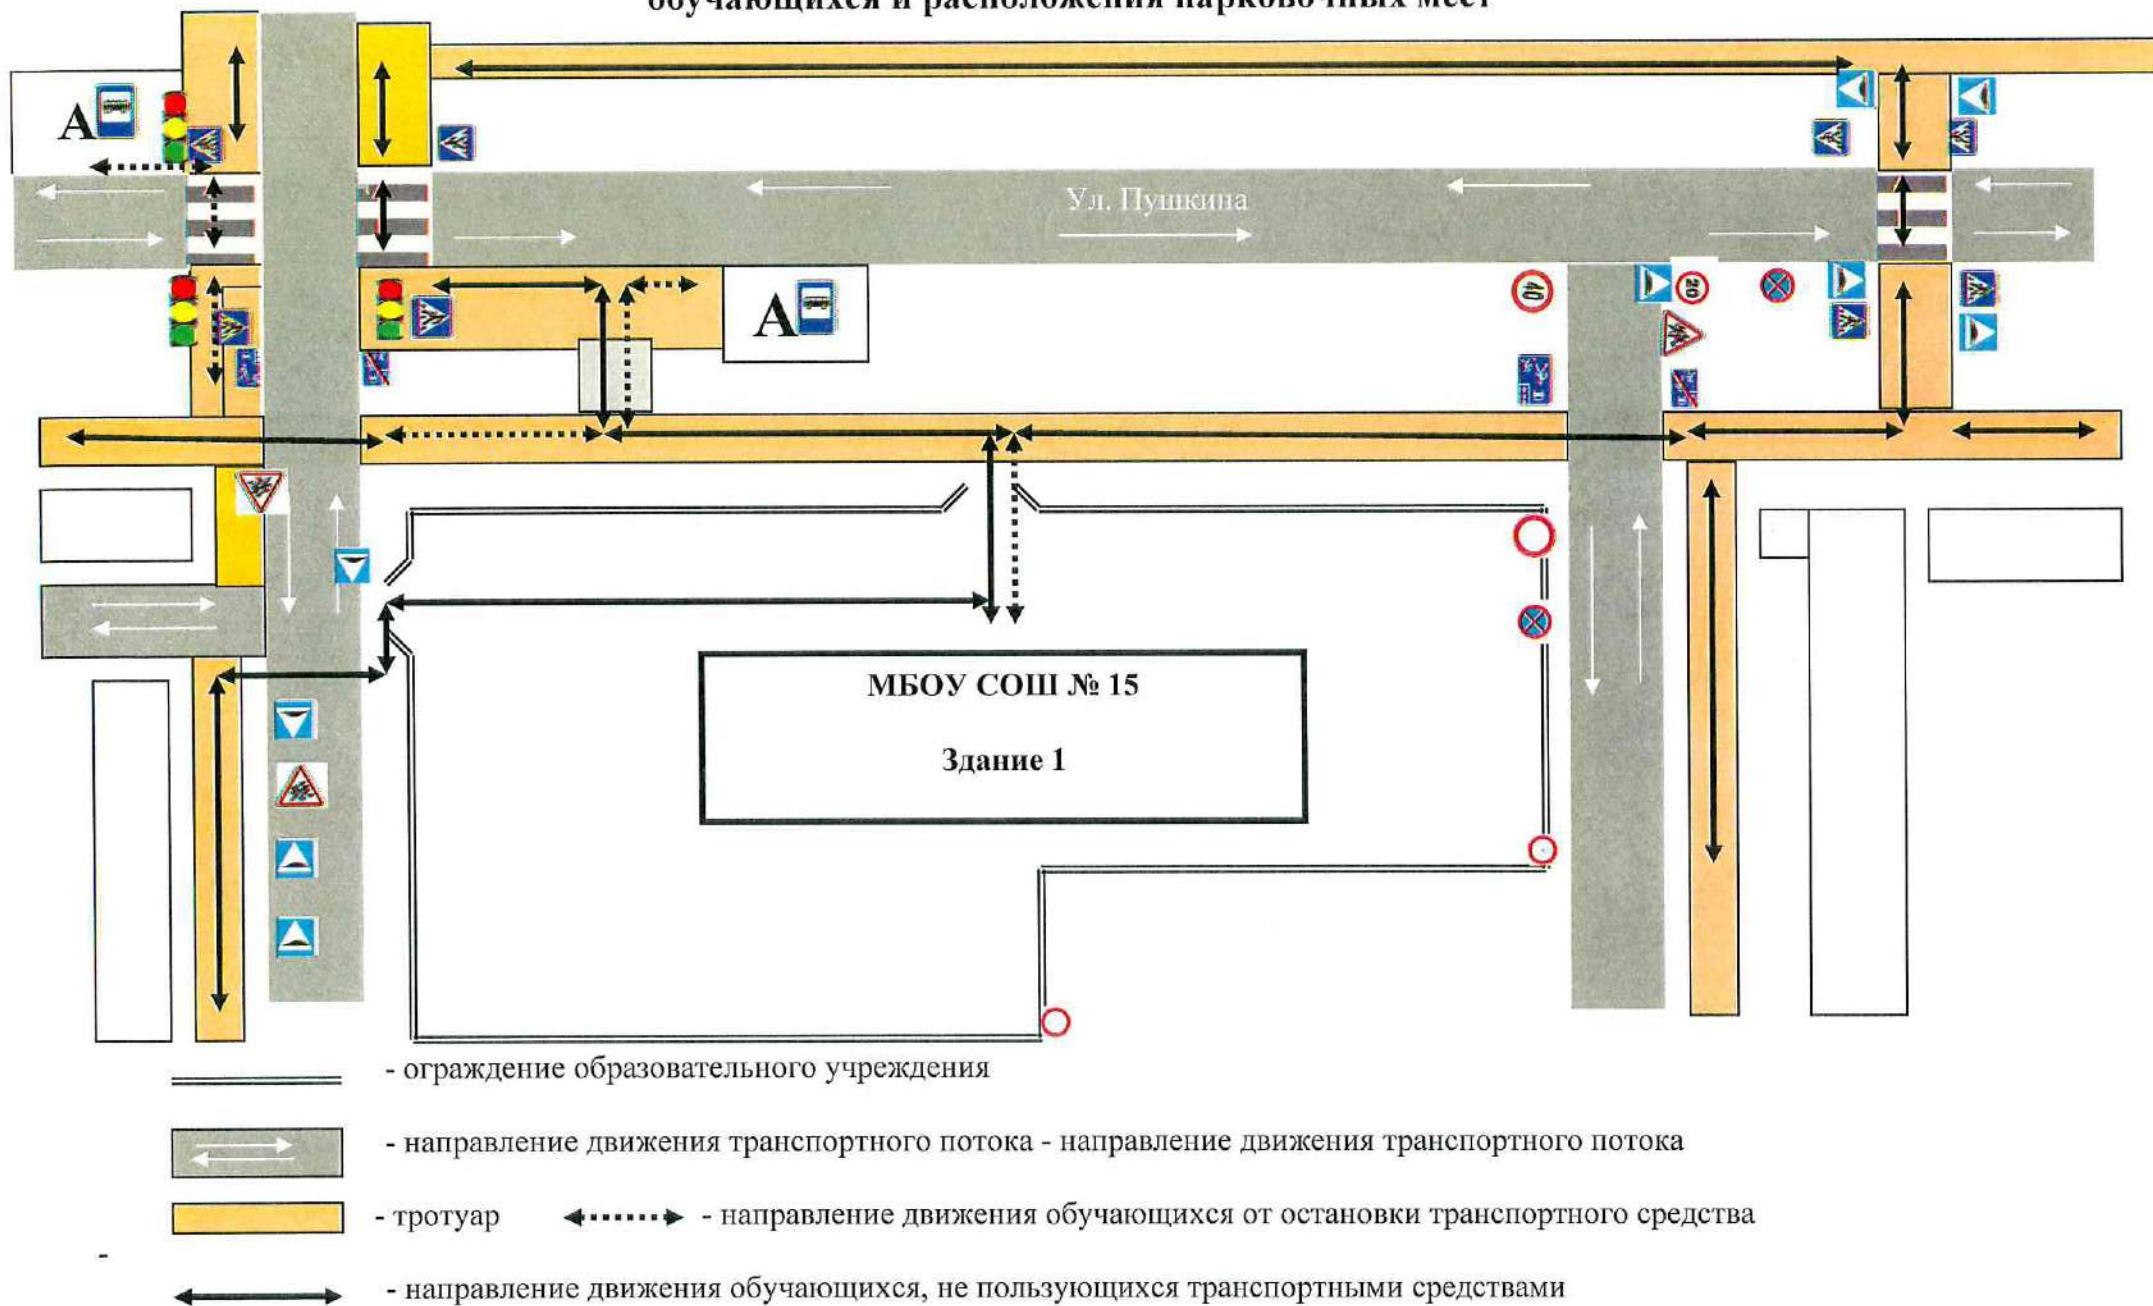 обучающихся и расположения парковочных мест
А
Ул. Пушкина
А
40
20
МБОУ СОШ № 15
Здание 1
- ограждение образовательного учреждения
- направление движения транспортного потока - направление движения транспортного потока
- тротуар - направление движения обучающихся от остановки транспортного средства
-
- направление движения обучающихся, не пользующихся транспортными средствами